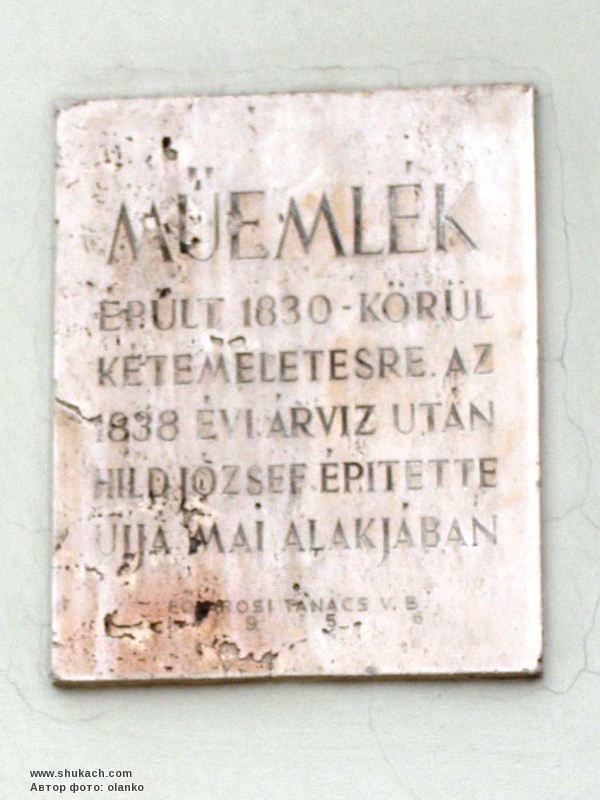 MŰEMLÉK
ÉPÜLT 1830 - KÖRÜL
KÉTEMELETESRE. AZ
1838 ÉVI ÁRVIZ UTÁN
HILD JÓZSEF ÉPITETTE
UJJÁ MAI ALAKJÁBAN
TANÁCS V. B.
9 5 6
www.shukach.com
Автор фото: olanko